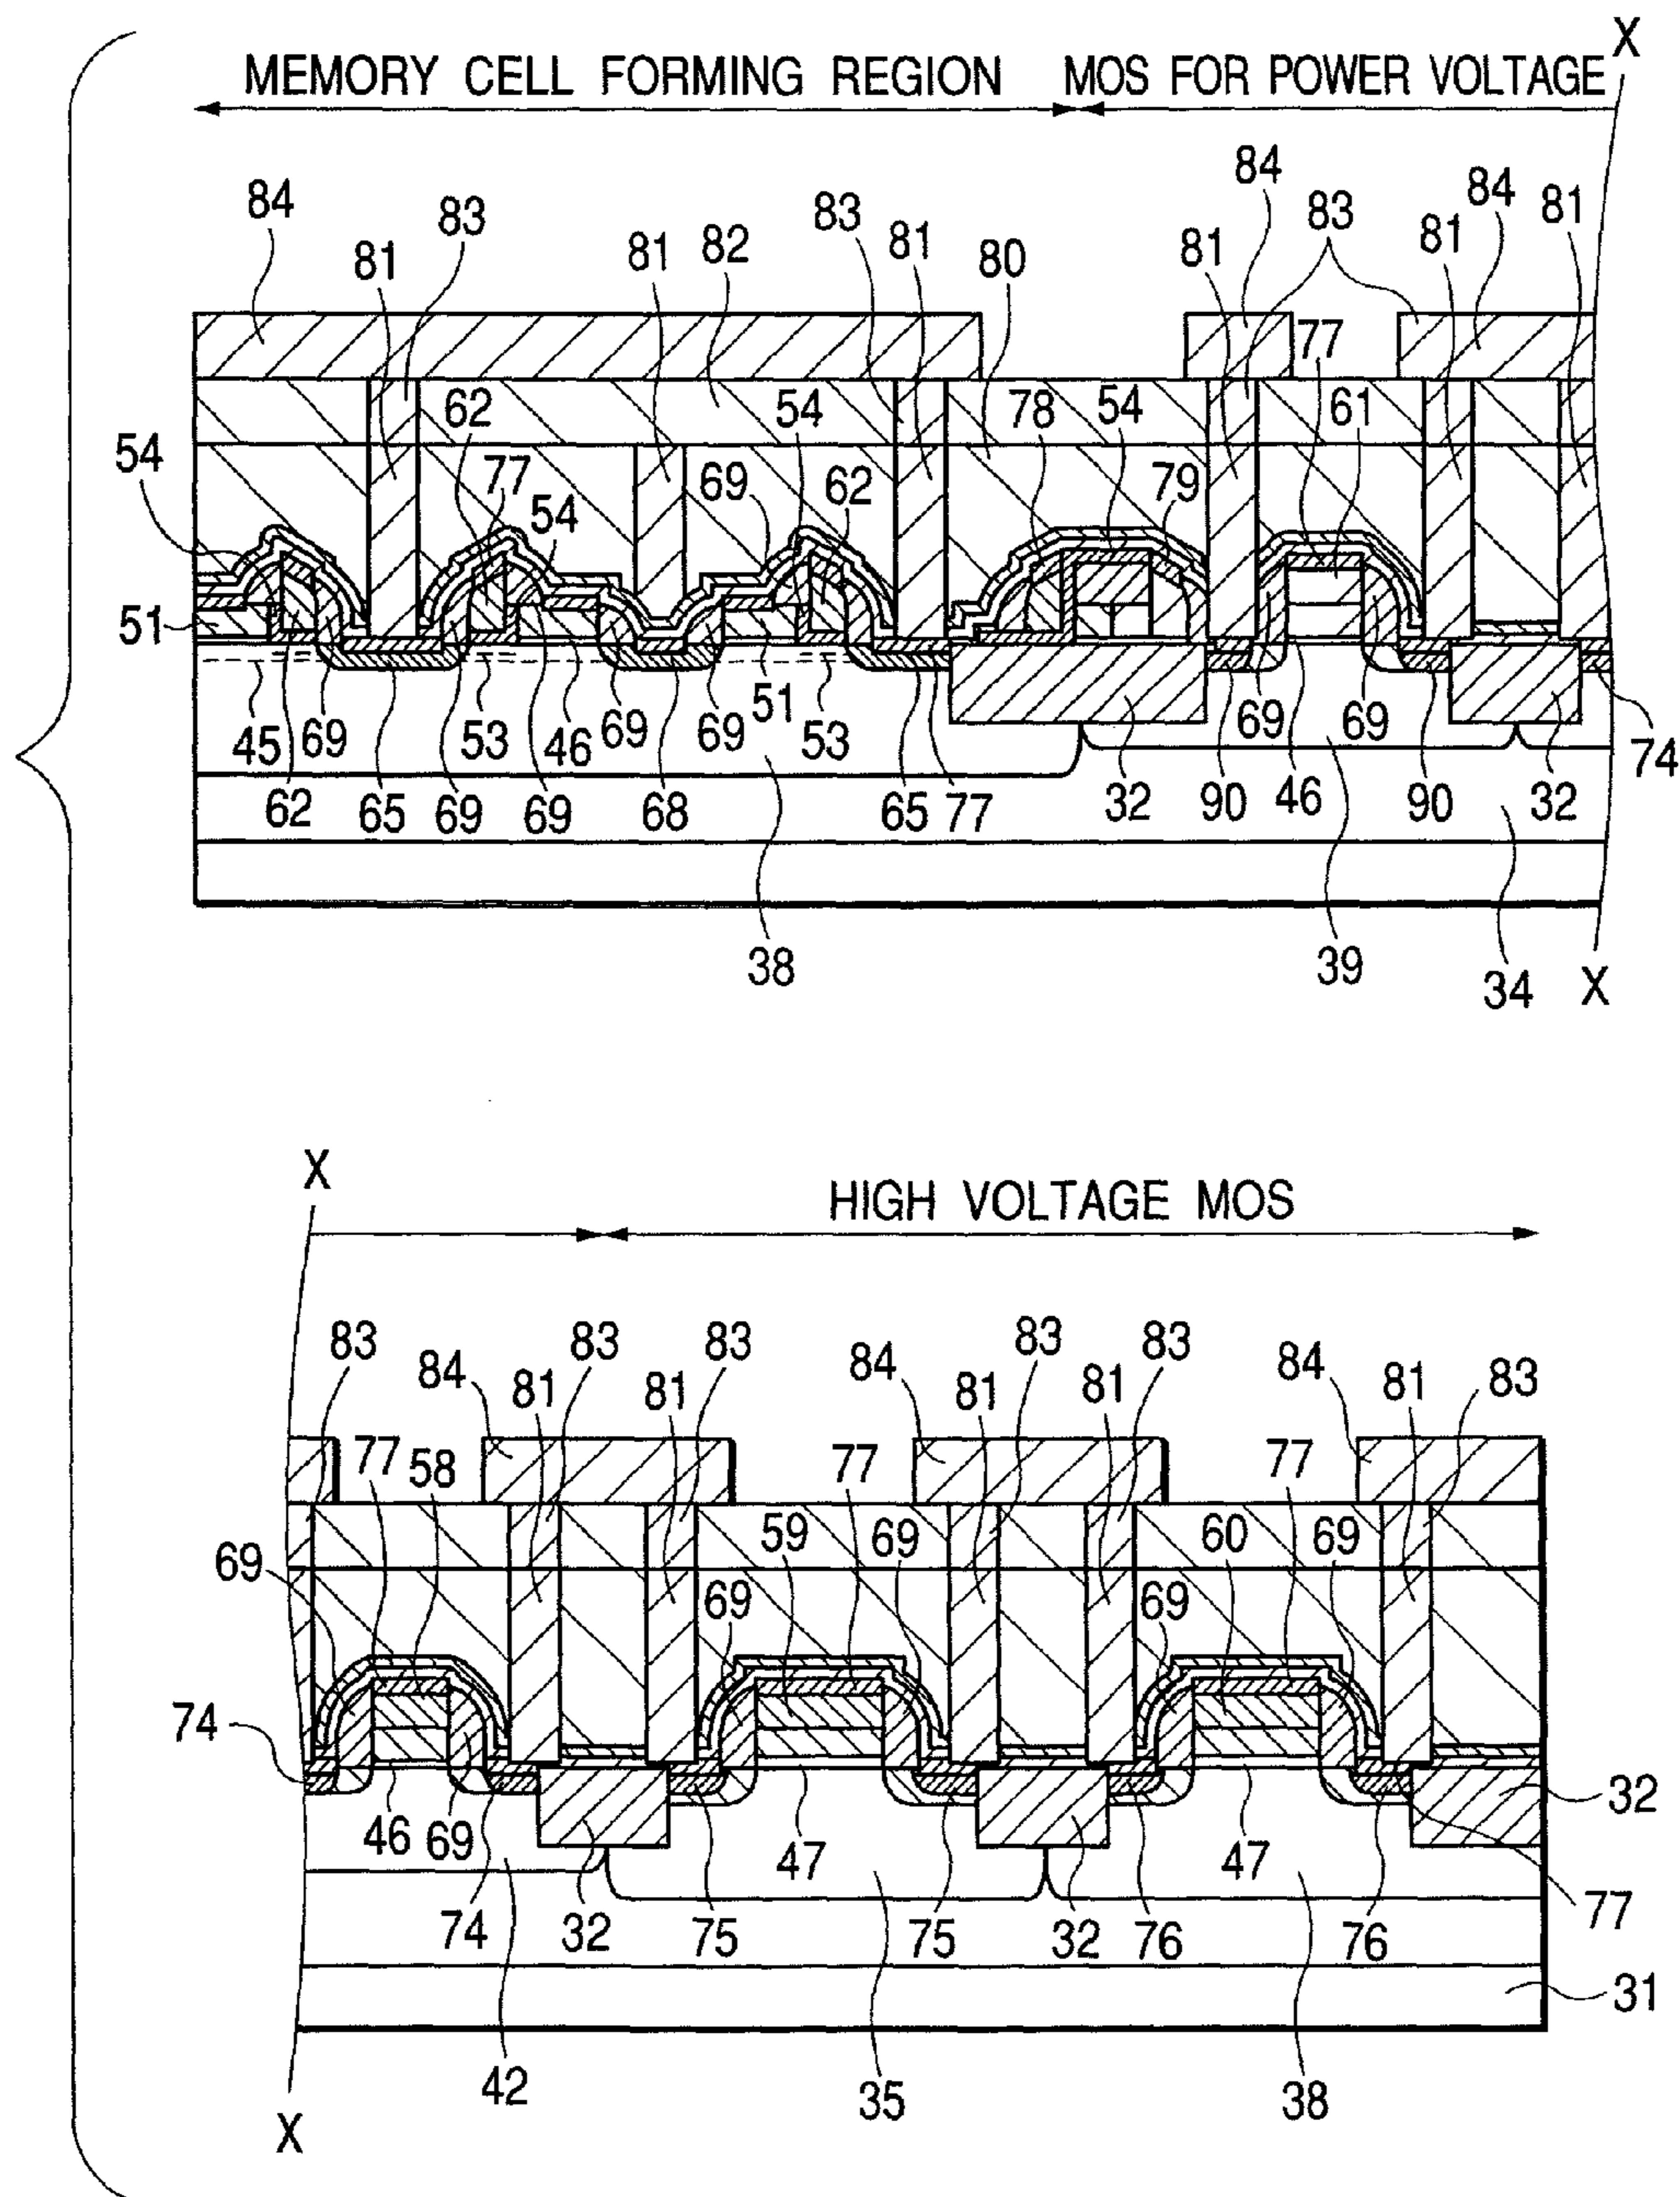 X
MEMORY CELL FORMING REGION MOS FOR POWER VOLTAGE
84 84
84 83 83 83 81
81 81 82 81 80 81 81
77
62 54 78 54 61
54 77 69 62 79
54
51
45 69 53 46 69 69 51 53 69 69 74
62 65 69 69 68 65 77 32 90 46 90 32
38 39 34 X
X
HIGH VOLTAGE MOS
83 83 83 83 83
84 81 81 84 81 81 84 81 83
77 58 77 77
69 59 69 60 69
69 69
74
46 69 47 47 32
74 32 75 75 32 76 76 77
31
42 35 38
X